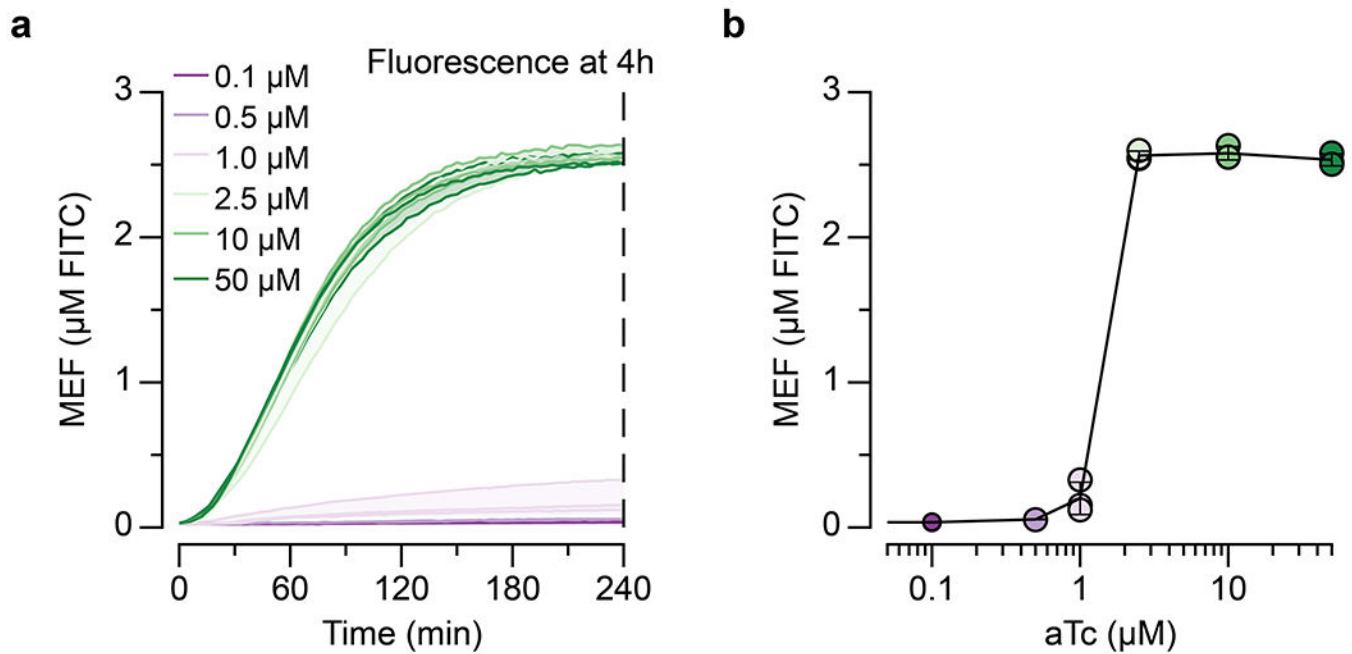 a
Fluorescence at 4h
0.1 µM
0.5 µM
1.0 µM
2.5 µM
10 µM
50 µM
3
2
1
0
MEF (µM FITC)
0 60 120 180 240
Time (min)
b
3
2
1
0
MEF (µM FITC)
0.1 1 10
aTc (µM)